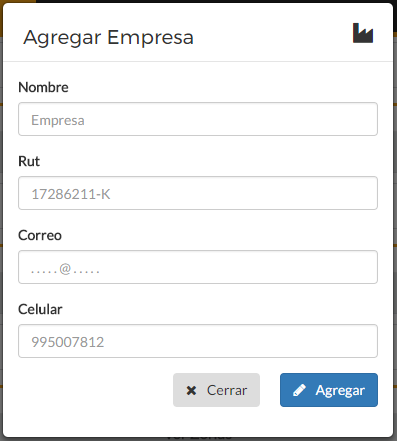 Agregar Empresa
Nombre
Empresa
Rut
17286211-K
Correo
.....@.....
Celular
995007812
Cerrar
Agregar